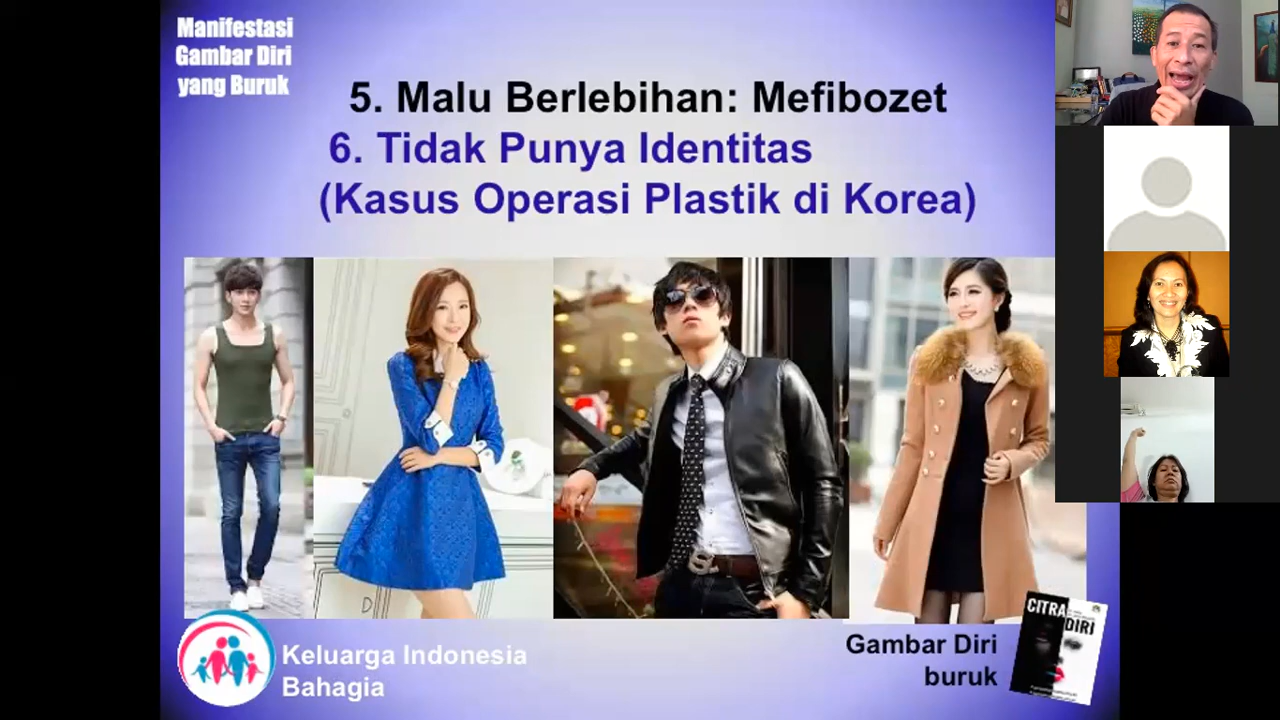 Manifestasi
Gambar Diri
yang Buruk
5. Malu Berlebihan: Mefibozet
6. Tidak Punya Identitas
(Kasus Operasi Plastik di Korea)
Keluarga Indonesia
Bahagia
Gambar Diri
buruk
CITRA
DIRI